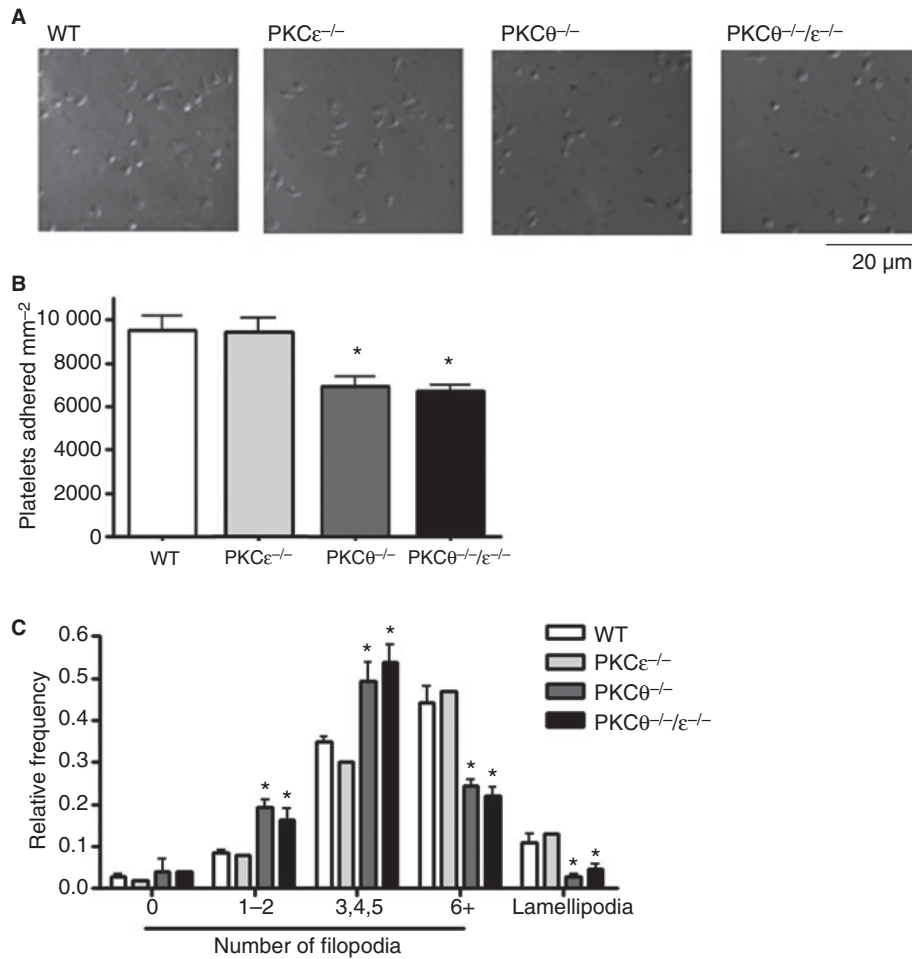 A
WT
PKCε⁻/⁻
PKCθ⁻/⁻
PKCθ⁻/⁻/ε⁻/⁻
20 µm
B
Platelets adhered mm⁻²
10 000
8000
6000
4000
2000
0
WT
PKCε⁻/⁻
PKCθ⁻/⁻
PKCθ⁻/⁻/ε⁻/⁻
* *
C
Relative frequency
0.6
0.5
0.4
0.3
0.2
0.1
0.0
* * * * * * * *
0 1–2 3,4,5 6+ Lamellipodia
Number of filopodia
WT
PKCε⁻/⁻
PKCθ⁻/⁻
PKCθ⁻/⁻/ε⁻/⁻